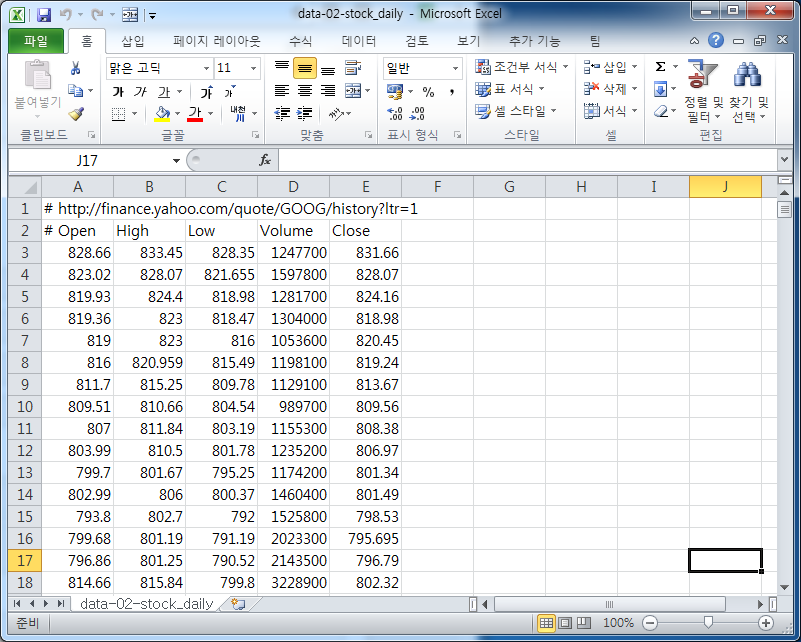 data-02-stock_daily - Microsoft Excel
파일 홈 삽입 페이지 레이아웃 수식 데이터 검토 보기 추가 기능 팀
붙여넣기
클립보드
맑은 고딕 11
가 가 가 가 가
가 내천
글꼴
맞춤
일반
% ,
표시 형식
조건부 서식
표 서식
셀 스타일
스타일
삽입
삭제
서식
셀
Σ
정렬 및 필터
찾기 및 선택
편집
J17 fx
A B C D E F G H I J
1 # http://finance.yahoo.com/quote/GOOG/history?ltr=1
2 # Open High Low Volume Close
3 828.66 833.45 828.35 1247700 831.66
4 823.02 828.07 821.655 1597800 828.07
5 819.93 824.4 818.98 1281700 824.16
6 819.36 823 818.47 1304000 818.98
7 819 823 816 1053600 820.45
8 816 820.959 815.49 1198100 819.24
9 811.7 815.25 809.78 1129100 813.67
10 809.51 810.66 804.54 989700 809.56
11 807 811.84 803.19 1155300 808.38
12 803.99 810.5 801.78 1235200 806.97
13 799.7 801.67 795.25 1174200 801.34
14 802.99 806 800.37 1460400 801.49
15 793.8 802.7 792 1525800 798.53
16 799.68 801.19 791.19 2023300 795.695
17 796.86 801.25 790.52 2143500 796.79
18 814.66 815.84 799.8 3228900 802.32
data-02-stock_daily
준비 100%